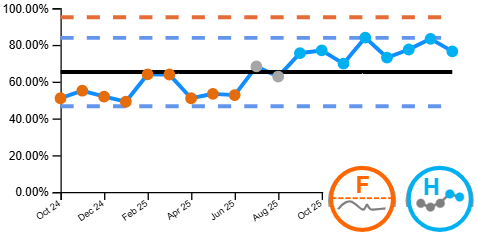 100.00%
80.00%
60.00%
40.00%
20.00%
0.00%
Oct 24
Dec 24
Feb 25
Apr 25
Jun 25
Aug 25
Oct 25
F
H